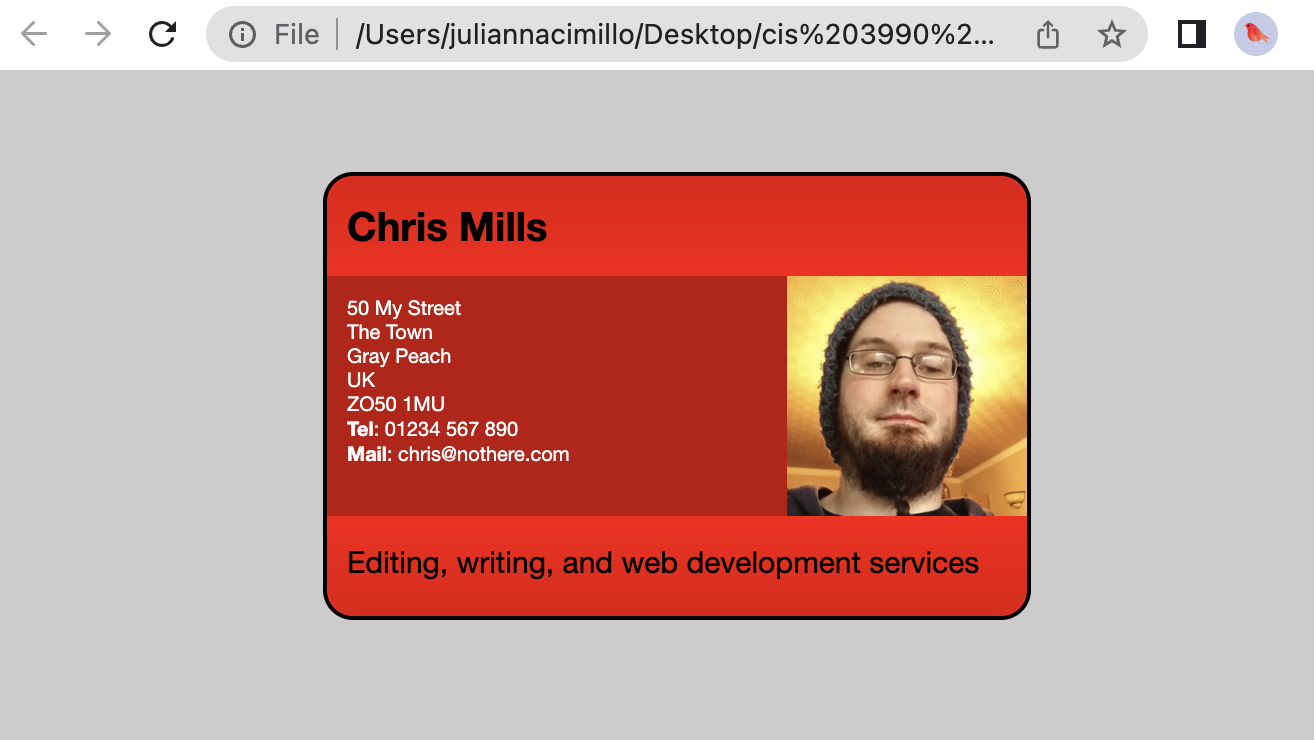 File
/Users/juliannacimillo/Desktop/cis%203990%2...
Chris Mills
50 My Street
The Town
Gray Peach
UK
ZO50 1MU
Tel: 01234 567 890
Mail: chris@nothere.com
Editing, writing, and web development services